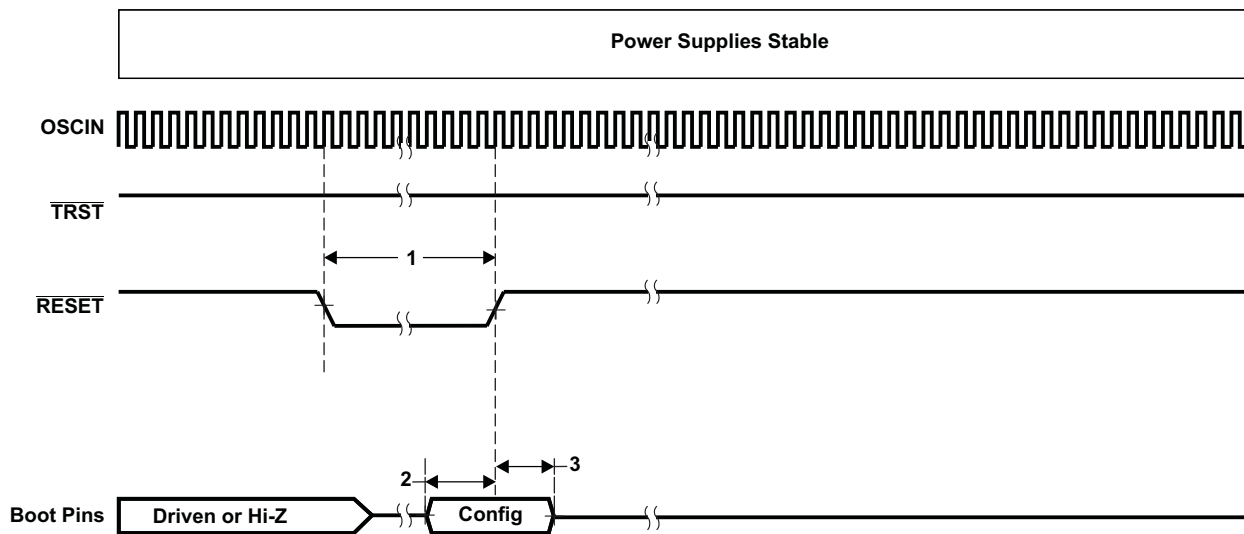 Power Supplies Stable
OSCIN
TRST
1
RESET
2
3
Boot Pins
Driven or Hi-Z
Config